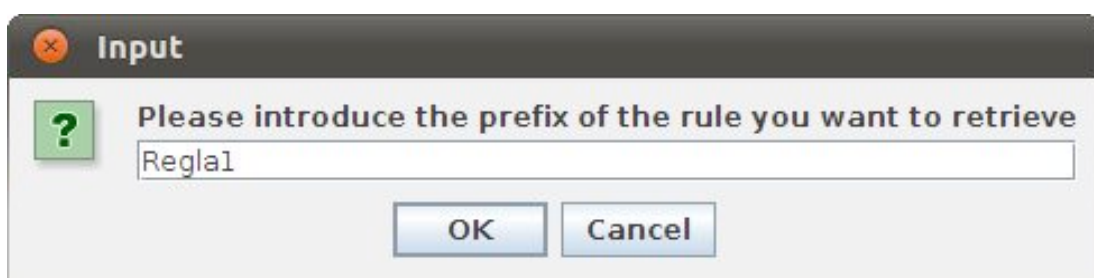 Input
?
Please introduce the prefix of the rule you want to retrieve
Regla1
OK Cancel